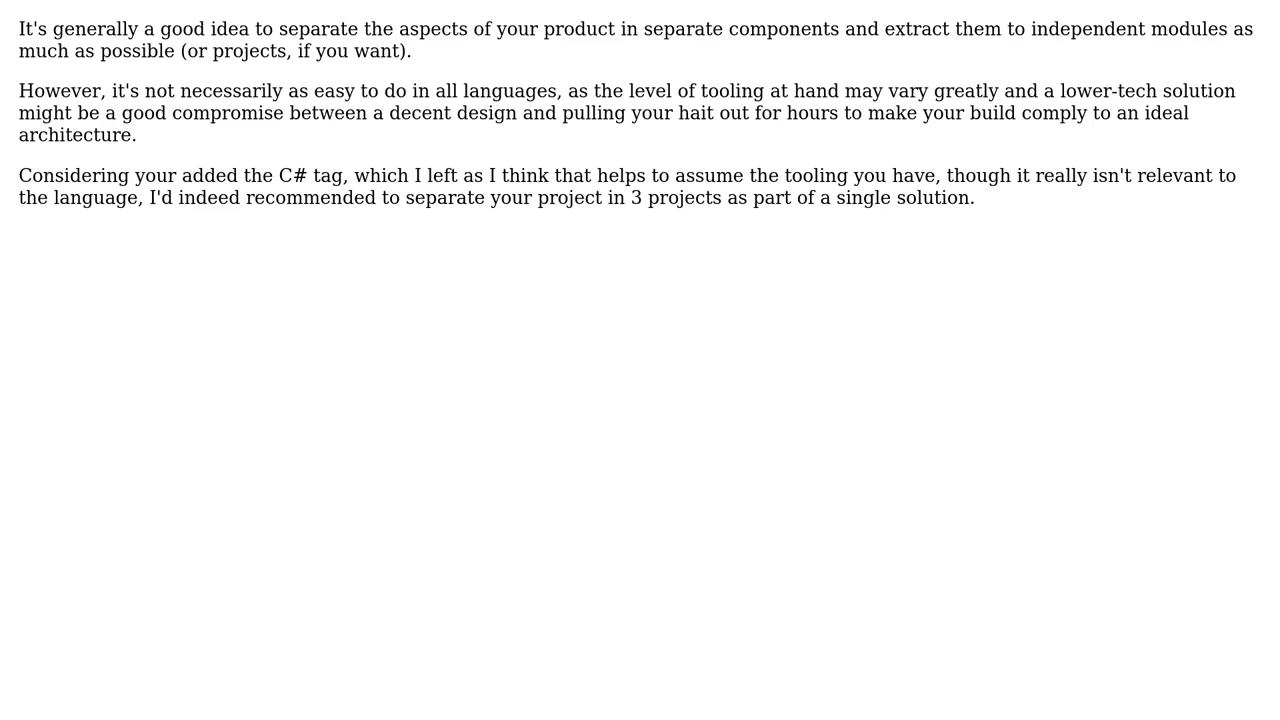 It's generally a good idea to separate the aspects of your product in separate components and extract them to independent modules as
much as possible (or projects, if you want).
However, it's not necessarily as easy to do in all languages, as the level of tooling at hand may vary greatly and a lower-tech solution
might be a good compromise between a decent design and pulling your hait out for hours to make your build comply to an ideal
architecture.
Considering your added the C# tag, which I left as I think that helps to assume the tooling you have, though it really isn't relevant to
the language, I'd indeed recommended to separate your project in 3 projects as part of a single solution.